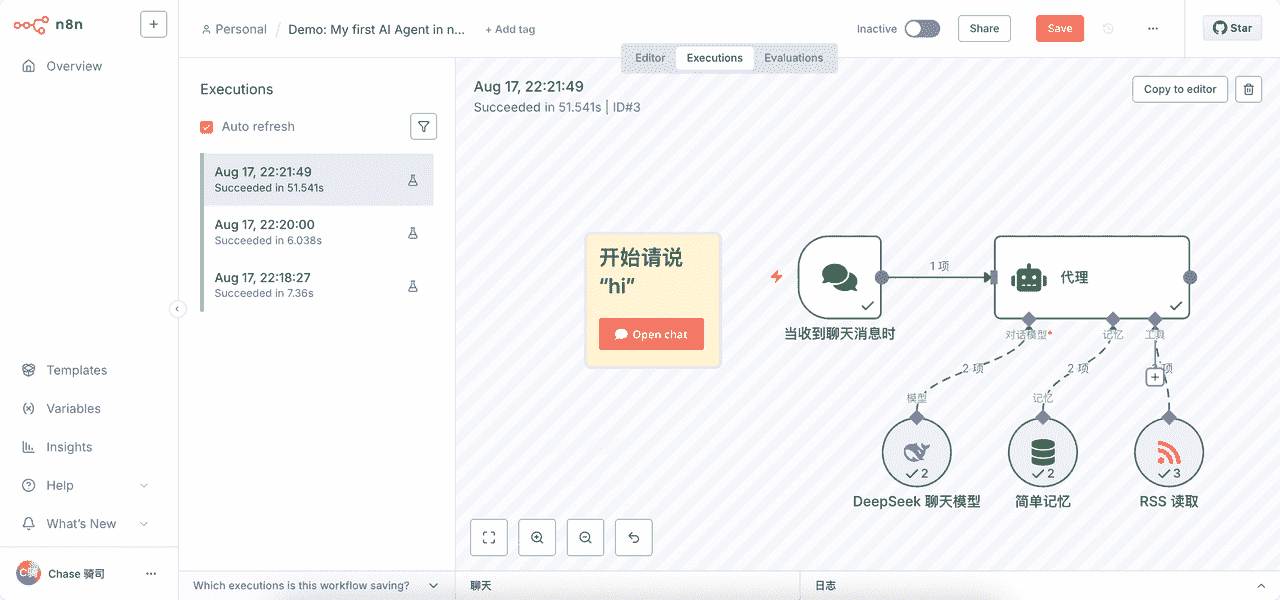 n8n
+
Personal / Demo: My first AI Agent in n... + Add tag
Inactive
Share
Save
...
Star
Overview
Editor
Executions
Evaluations
Executions
Auto refresh
Aug 17, 22:21:49
Succeeded in 51.541s
Aug 17, 22:20:00
Succeeded in 6.038s
Aug 17, 22:18:27
Succeeded in 7.36s
Aug 17, 22:21:49
Succeeded in 51.541s | ID#3
Copy to editor
开始请说
“hi”
Open chat
当收到聊天消息时
1 项
代理
对话模型*
记忆
工具
2 项
2 项
项
模型
记忆
2
2
3
DeepSeek 聊天模型
简单记忆
RSS 读取
Templates
Variables
Insights
Help
What's New
Chase 骑司
...
Which executions is this workflow saving?
聊天
日志